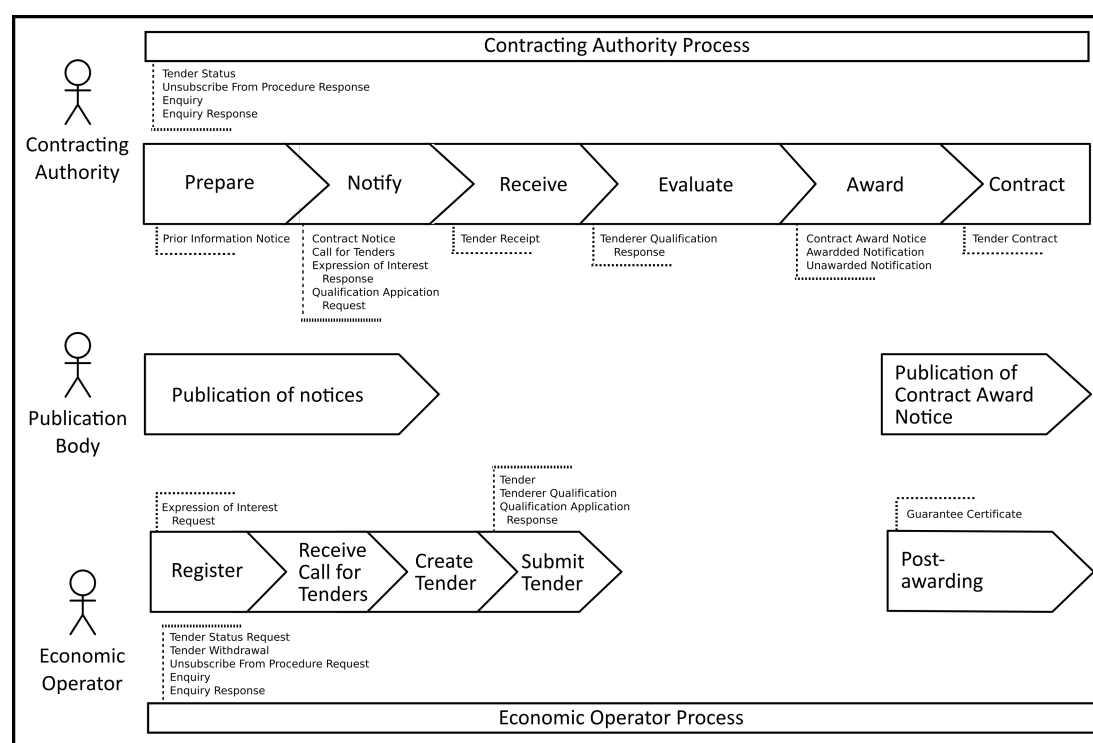 Contracting Authority Process
Tender Status
Unsubscribe From Procedure Response
Enquiry
Enquiry Response
Contracting
Authority
Prepare
Notify
Receive
Evaluate
Award
Contract
Prior Information Notice
Contract Notice
Call for Tenders
Expression of Interest
Response
Qualification Appication
Request
Tender Receipt
Tenderer Qualification
Response
Contract Award Notice
Awardded Notification
Unawarded Notification
Tender Contract
Publication
Body
Publication of notices
Publication of
Contract Award
Notice
Expression of Interest
Request
Tender
Tenderer Qualification
Qualification Application
Response
Guarantee Certificate
Economic
Operator
Register
Receive
Call for
Tenders
Create
Tender
Submit
Tender
Post-
awarding
Tender Status Request
Tender Withdrawal
Unsubscribe From Procedure Request
Enquiry
Enquiry Response
Economic Operator Process